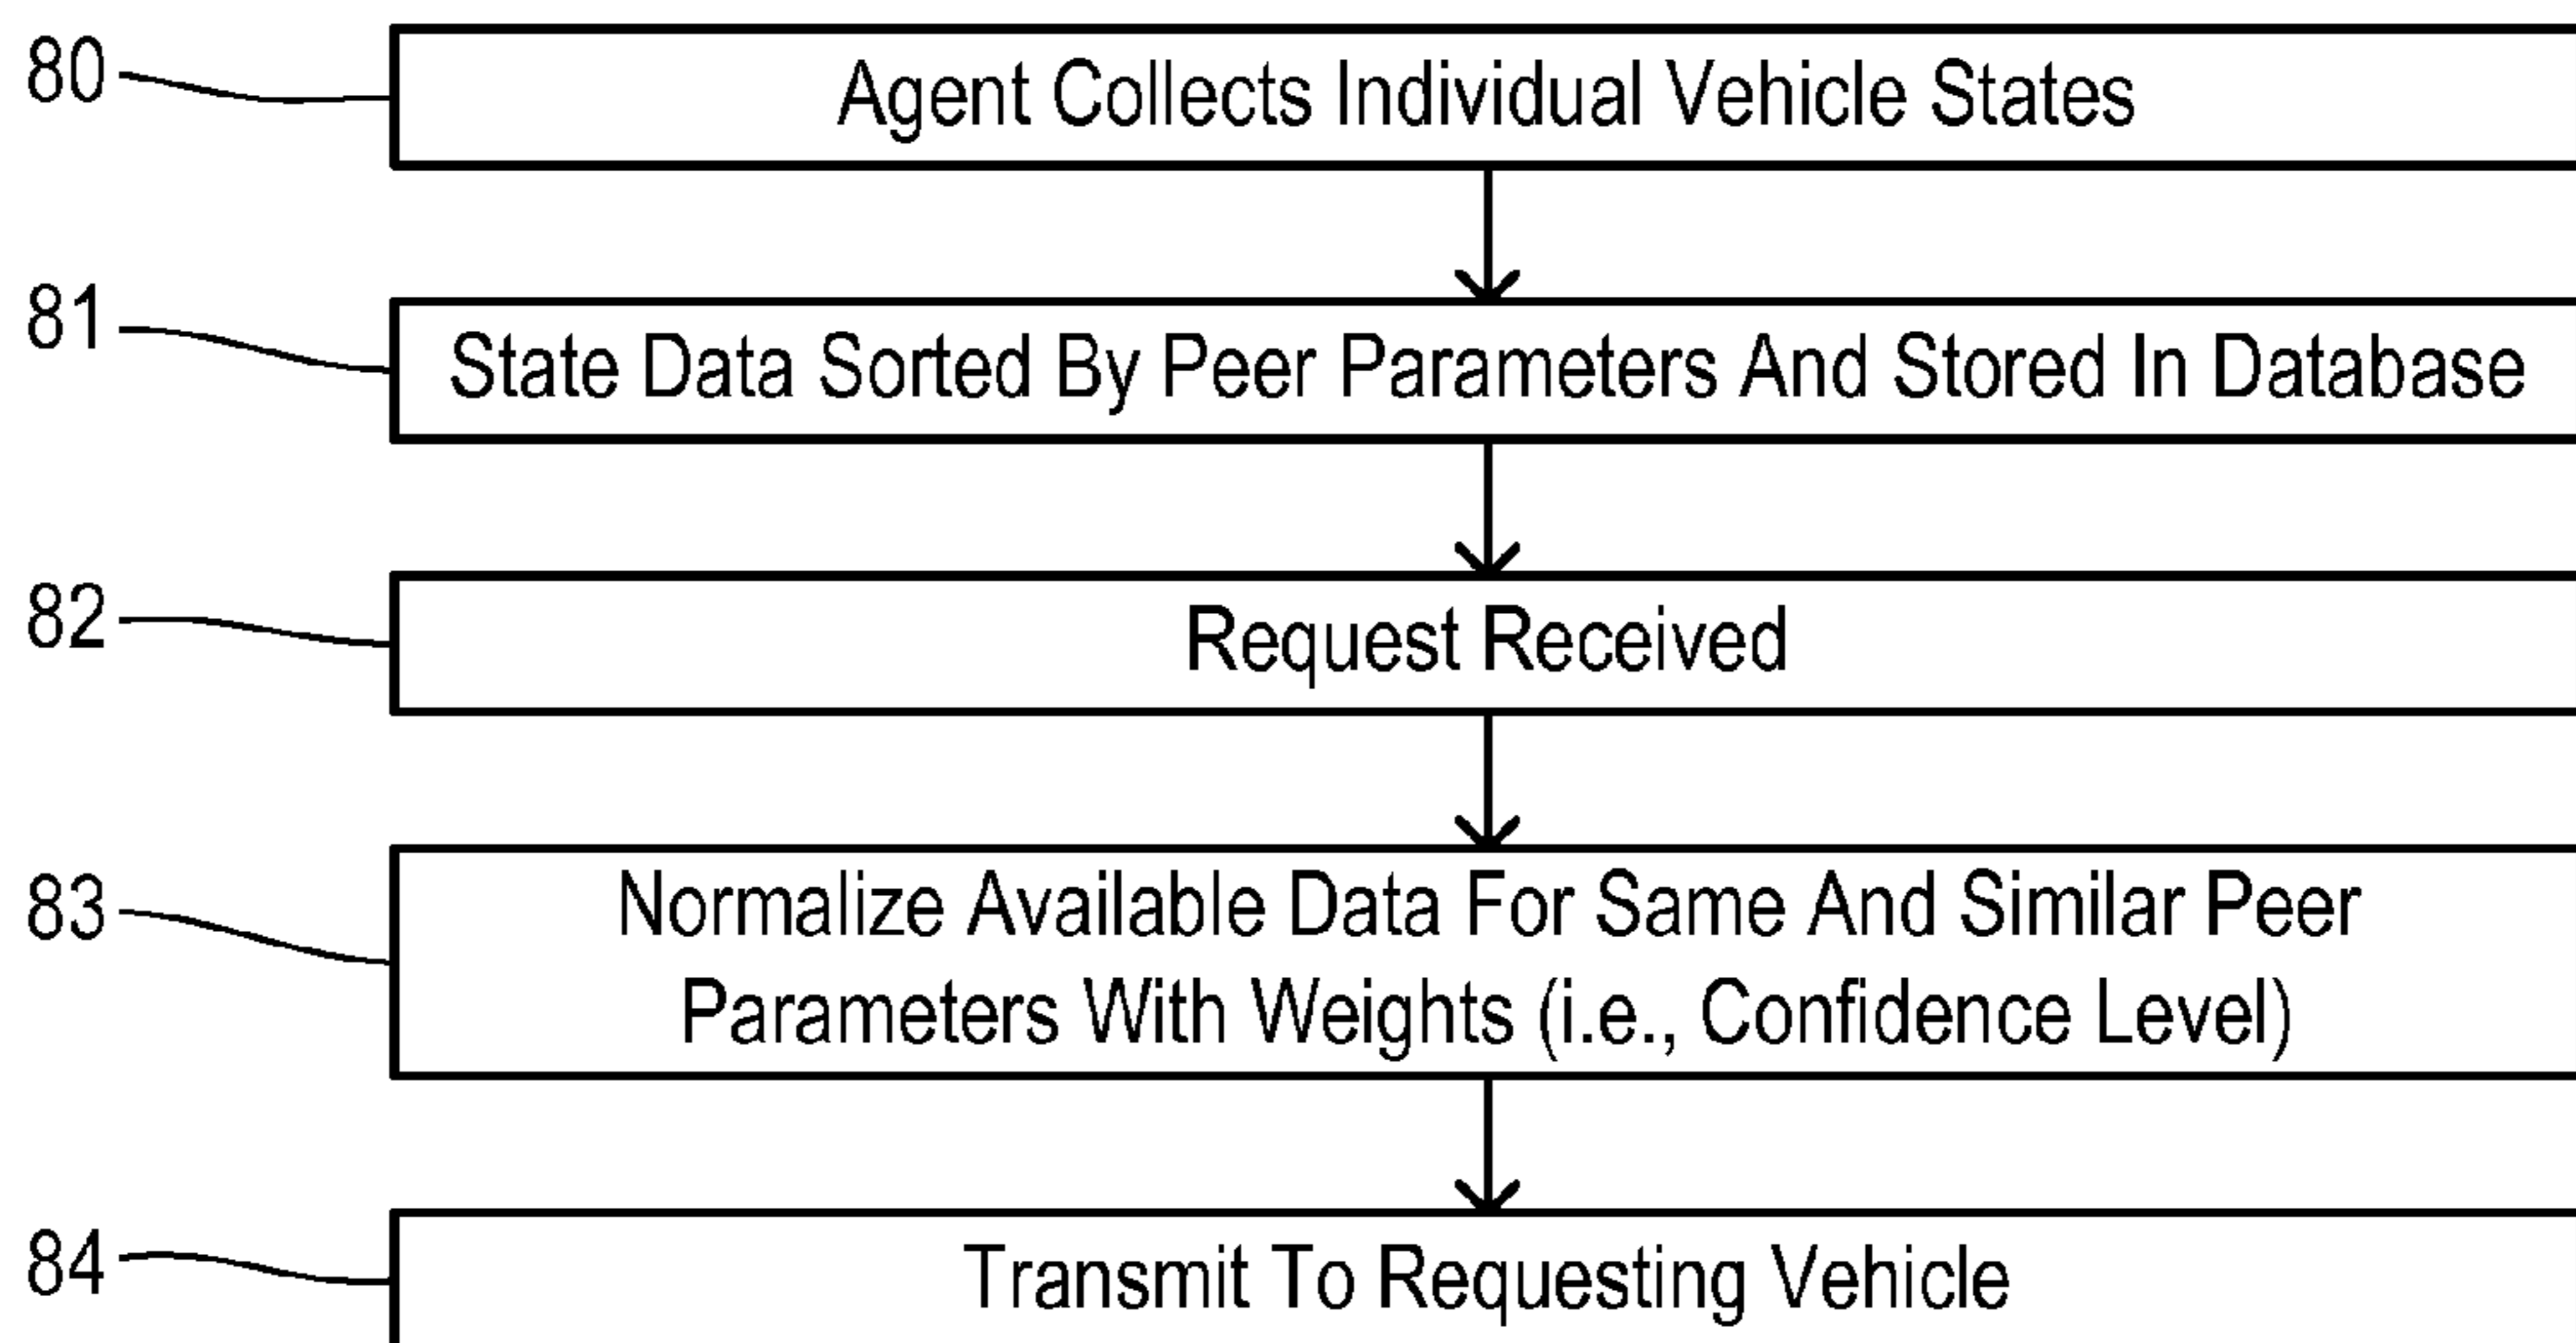 80
Agent Collects Individual Vehicle States
81
State Data Sorted By Peer Parameters And Stored In Database
82
Request Received
83
Normalize Available Data For Same And Similar Peer
Parameters With Weights (i.e., Confidence Level)
84
Transmit To Requesting Vehicle